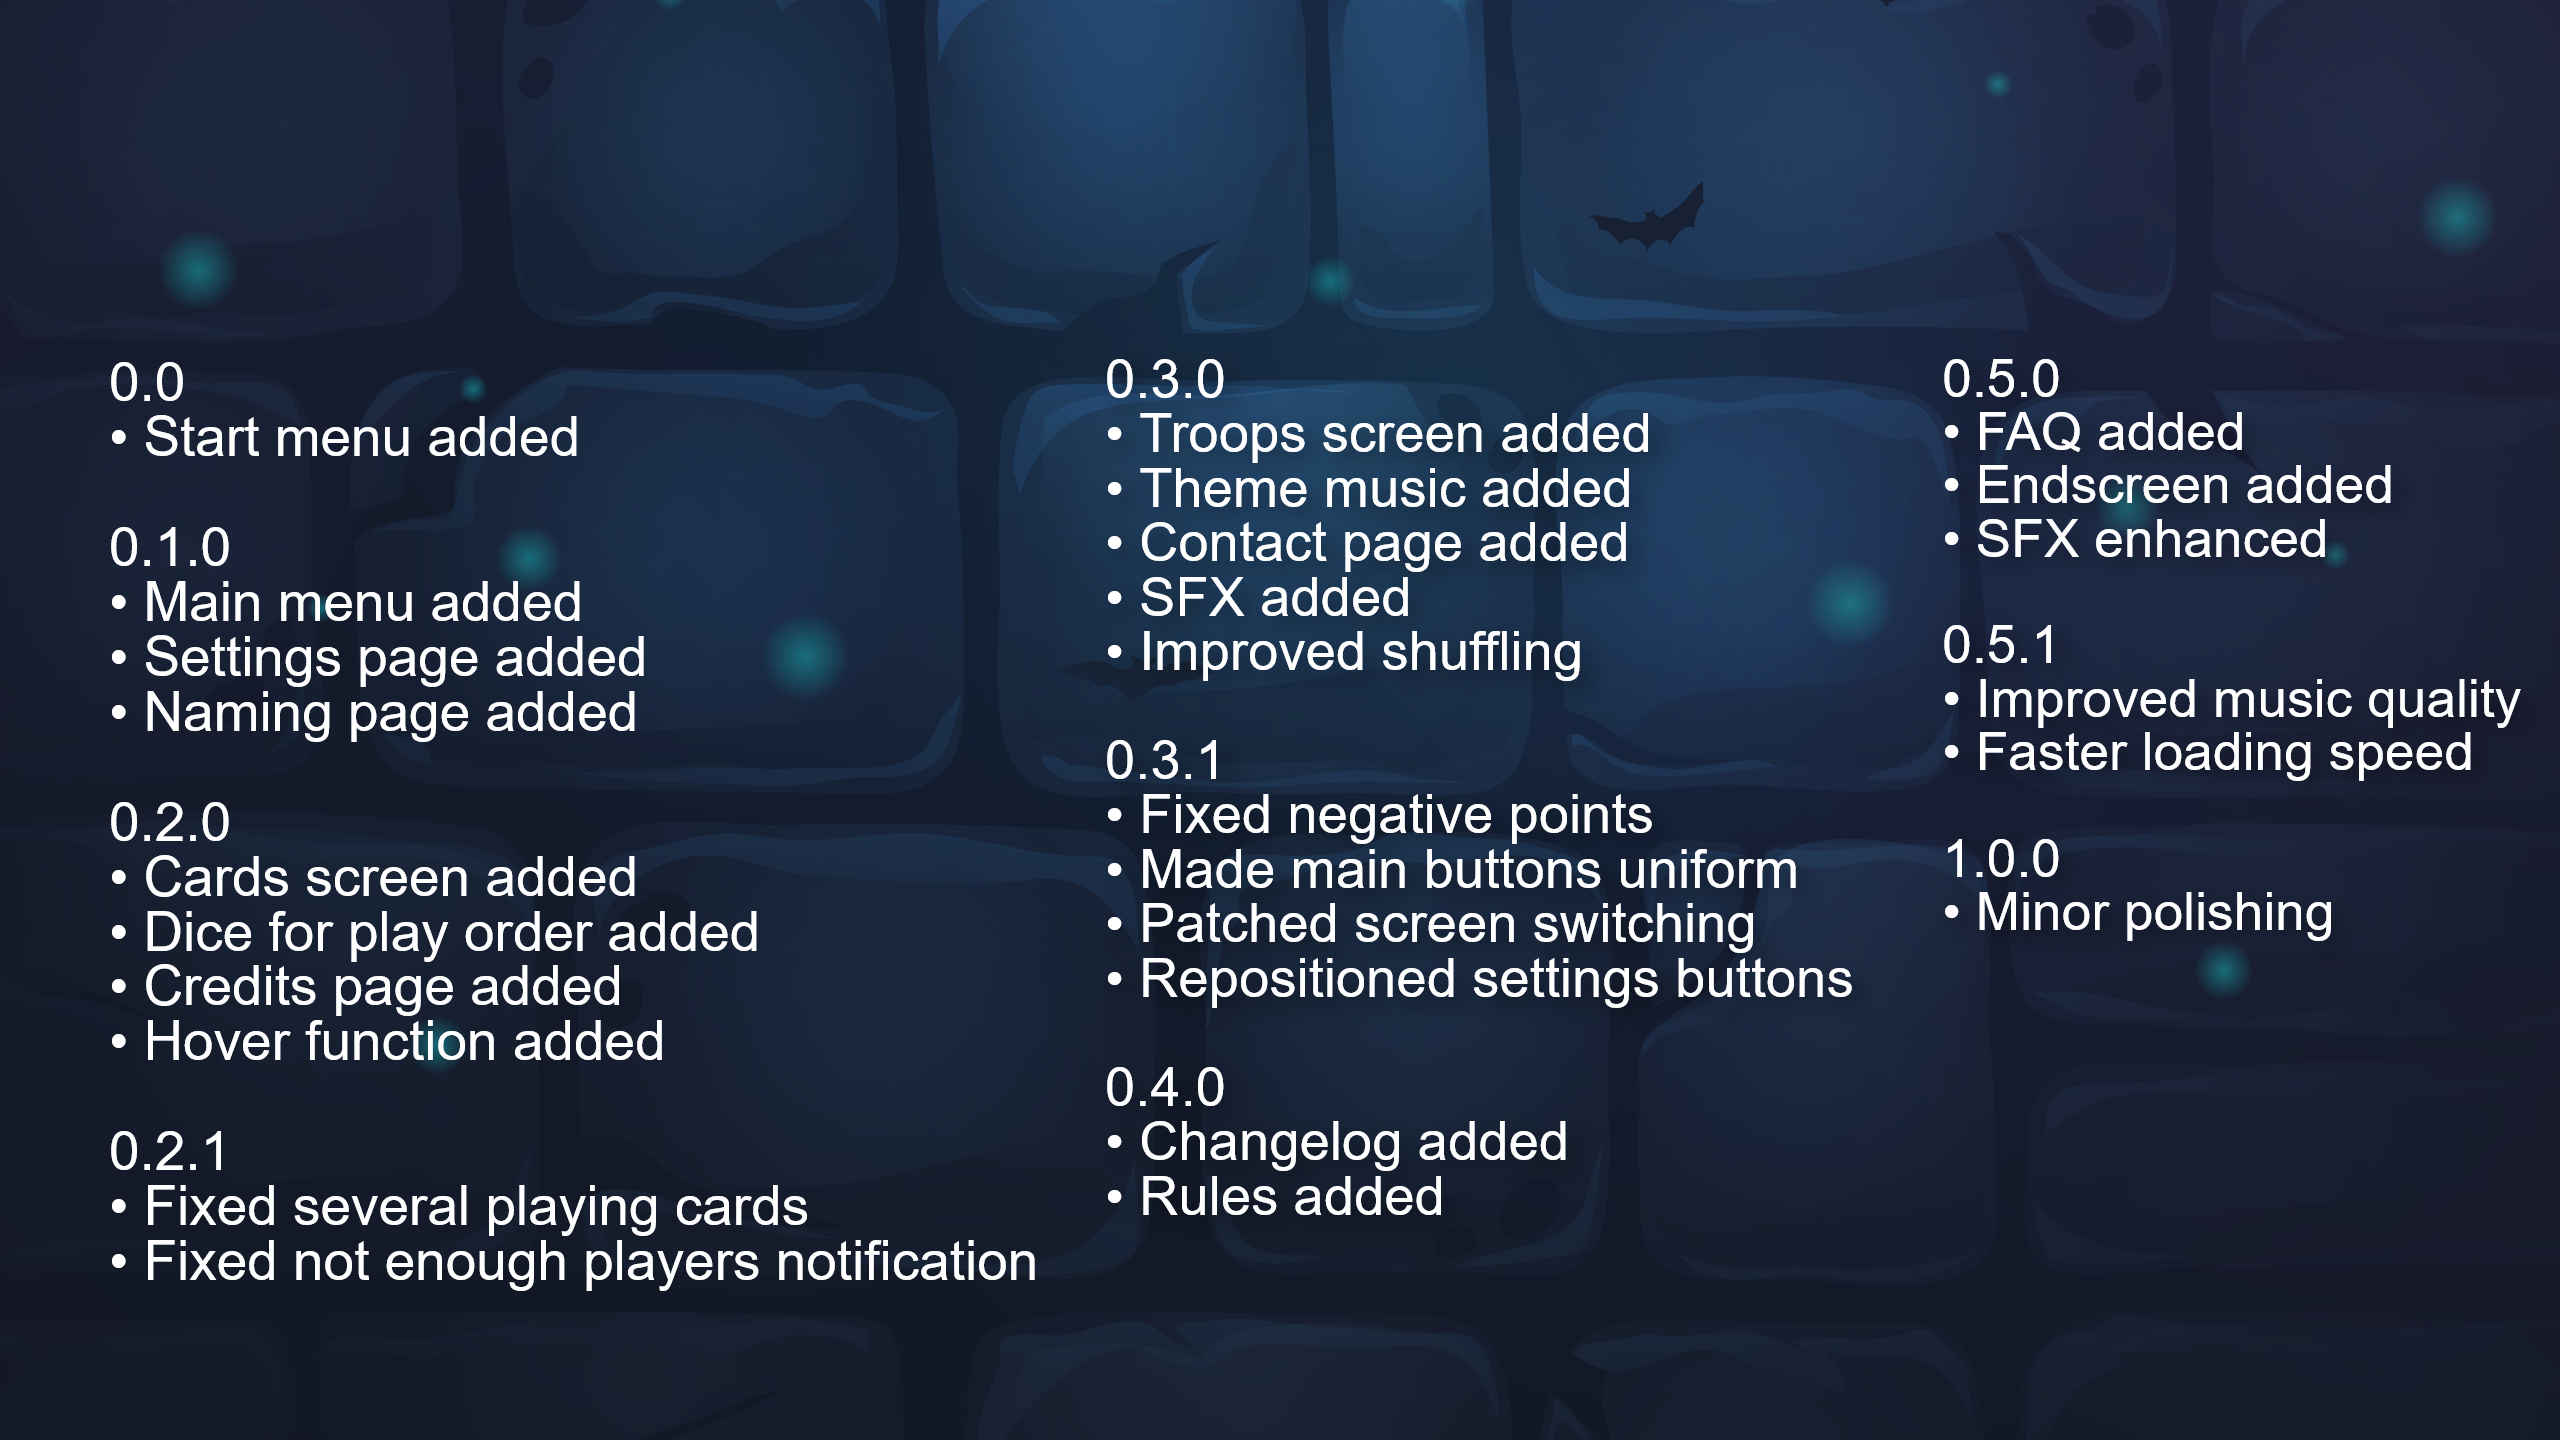 0.0
• Start menu added
0.1.0
• Main menu added
• Settings page added
• Naming page added
0.2.0
• Cards screen added
• Dice for play order added
• Credits page added
• Hover function added
0.2.1
• Fixed several playing cards
• Fixed not enough players notification
0.3.0
• Troops screen added
• Theme music added
• Contact page added
• SFX added
• Improved shuffling
0.3.1
• Fixed negative points
• Made main buttons uniform
• Patched screen switching
• Repositioned settings buttons
0.4.0
• Changelog added
• Rules added
0.5.0
• FAQ added
• Endscreen added
• SFX enhanced
0.5.1
• Improved music quality
• Faster loading speed
1.0.0
• Minor polishing